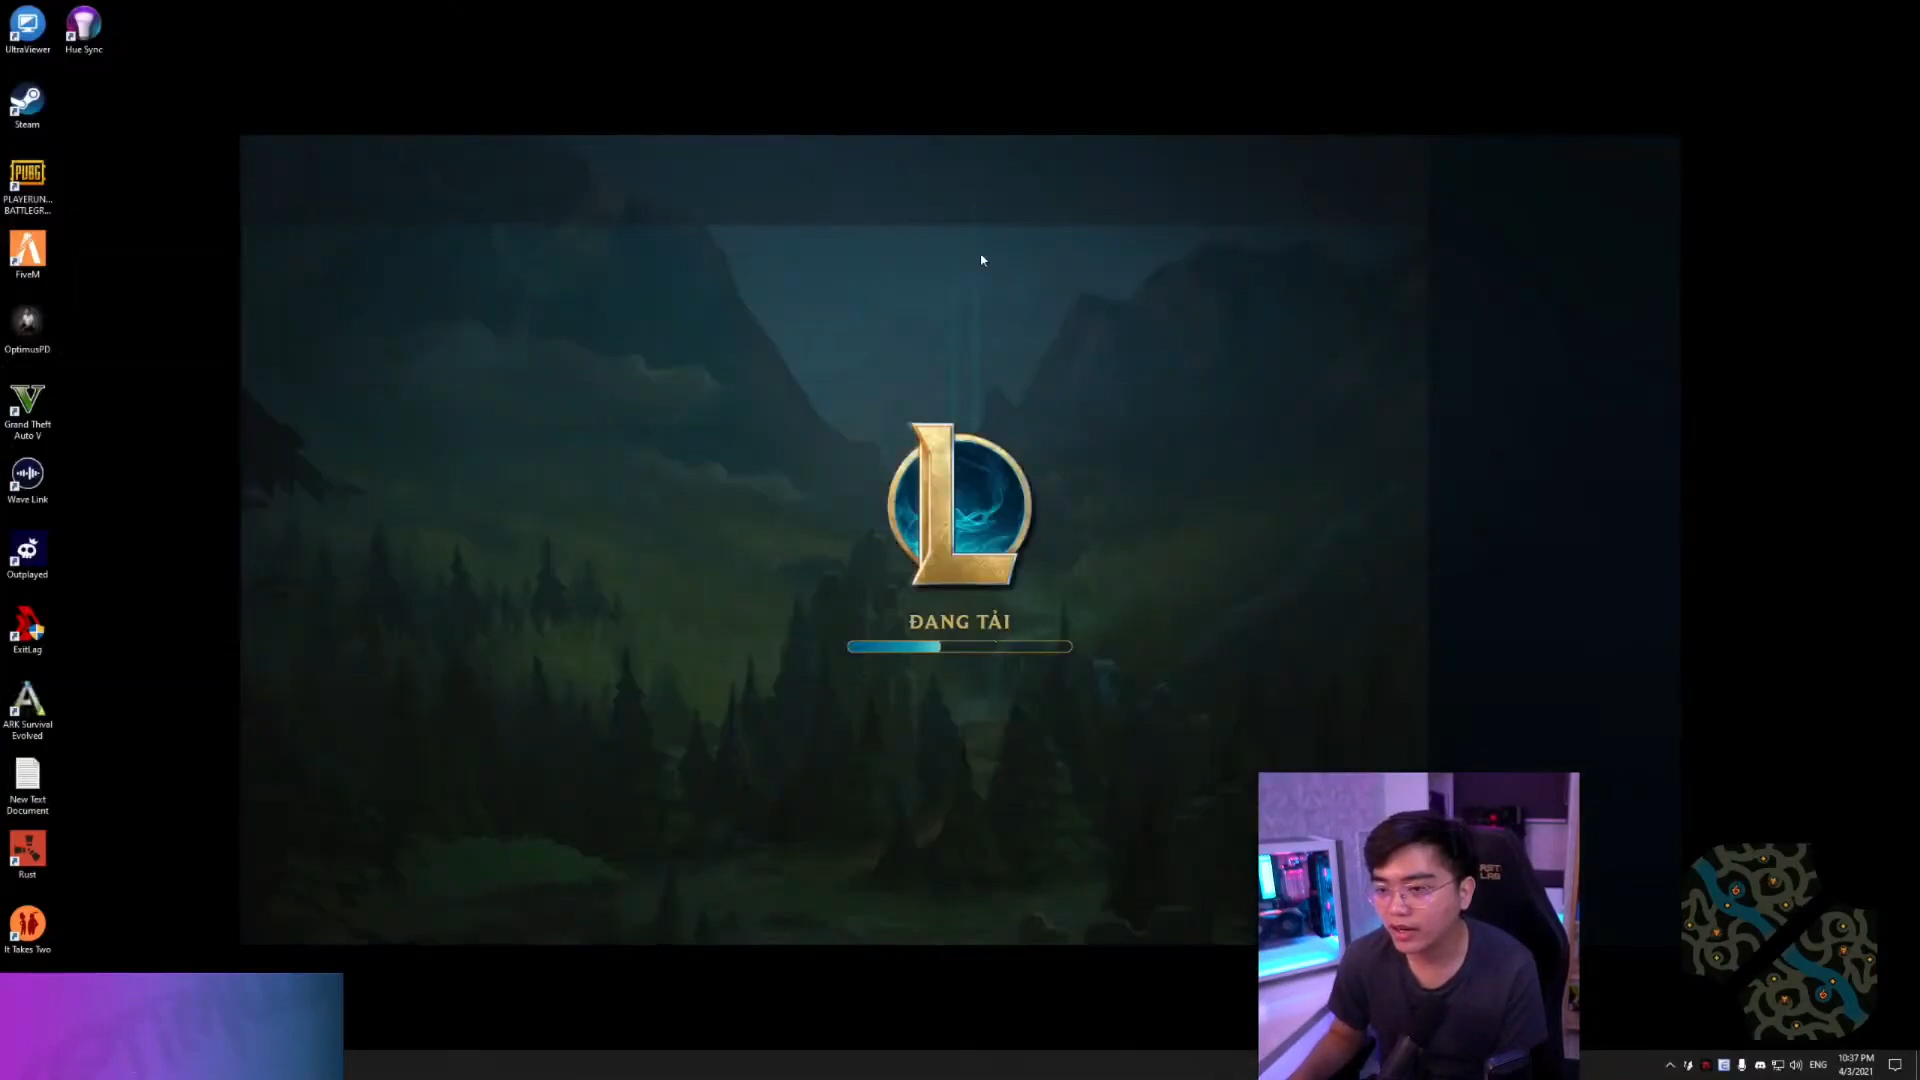 UltraViewer
Hue Sync
Steam
PUBG
PLAYERUN...
BATTLEGR...
FiveM
OptimusPD
V
Grand Theft
Auto V
Wave Link
Outplayed
ExitLag
ARK Survival
Evolved
New Text
Document
Rust
It Takes Two
L
ĐANG TẢI
ENG
10:37 PM
4/3/2021